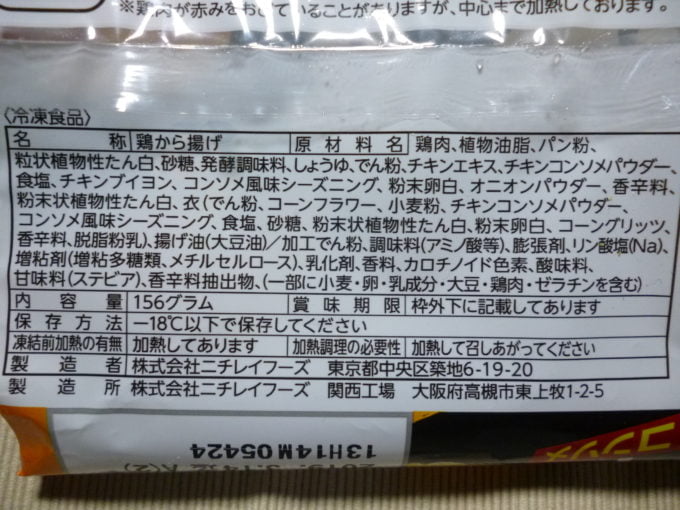 ※鶏肉が赤みをおびていることがありますが、中心まで加熱しております。
〈冷凍食品〉
名称 鶏から揚げ 原材料名 鶏肉、植物油脂、パン粉、
粒状植物性たん白、砂糖、発酵調味料、しょうゆ、でん粉、チキンエキス、チキンコンソメパウダー、
食塩、チキンブイヨン、コンソメ風味シーズニング、粉末卵白、オニオンパウダー、香辛料、
粉末状植物性たん白、衣(でん粉、コーンフラワー、小麦粉、チキンコンソメパウダー、
コンソメ風味シーズニング、食塩、砂糖、粉末状植物性たん白、粉末卵白、コーングリッツ、
香辛料、脱脂粉乳)、揚げ油(大豆油)/加工でん粉、調味料(アミノ酸等)、膨張剤、リン酸塩(Na)、
増粘剤(増粘多糖類、メチルセルロース)、乳化剤、香料、カロチノイド色素、酸味料、
甘味料(ステビア)、香辛料抽出物、(一部に小麦・卵・乳成分・大豆・鶏肉・ゼラチンを含む)
内容量 156グラム 賞味期限 枠外下に記載してあります
保存方法 −18℃以下で保存してください
凍結前加熱の有無 加熱してあります 加熱調理の必要性 加熱して召しあがってください
製造者 株式会社ニチレイフーズ 東京都中央区築地6-19-20
製造所 株式会社ニチレイフーズ 関西工場 大阪府高槻市東上牧1-2-5
13H14M 05424
コンソメ